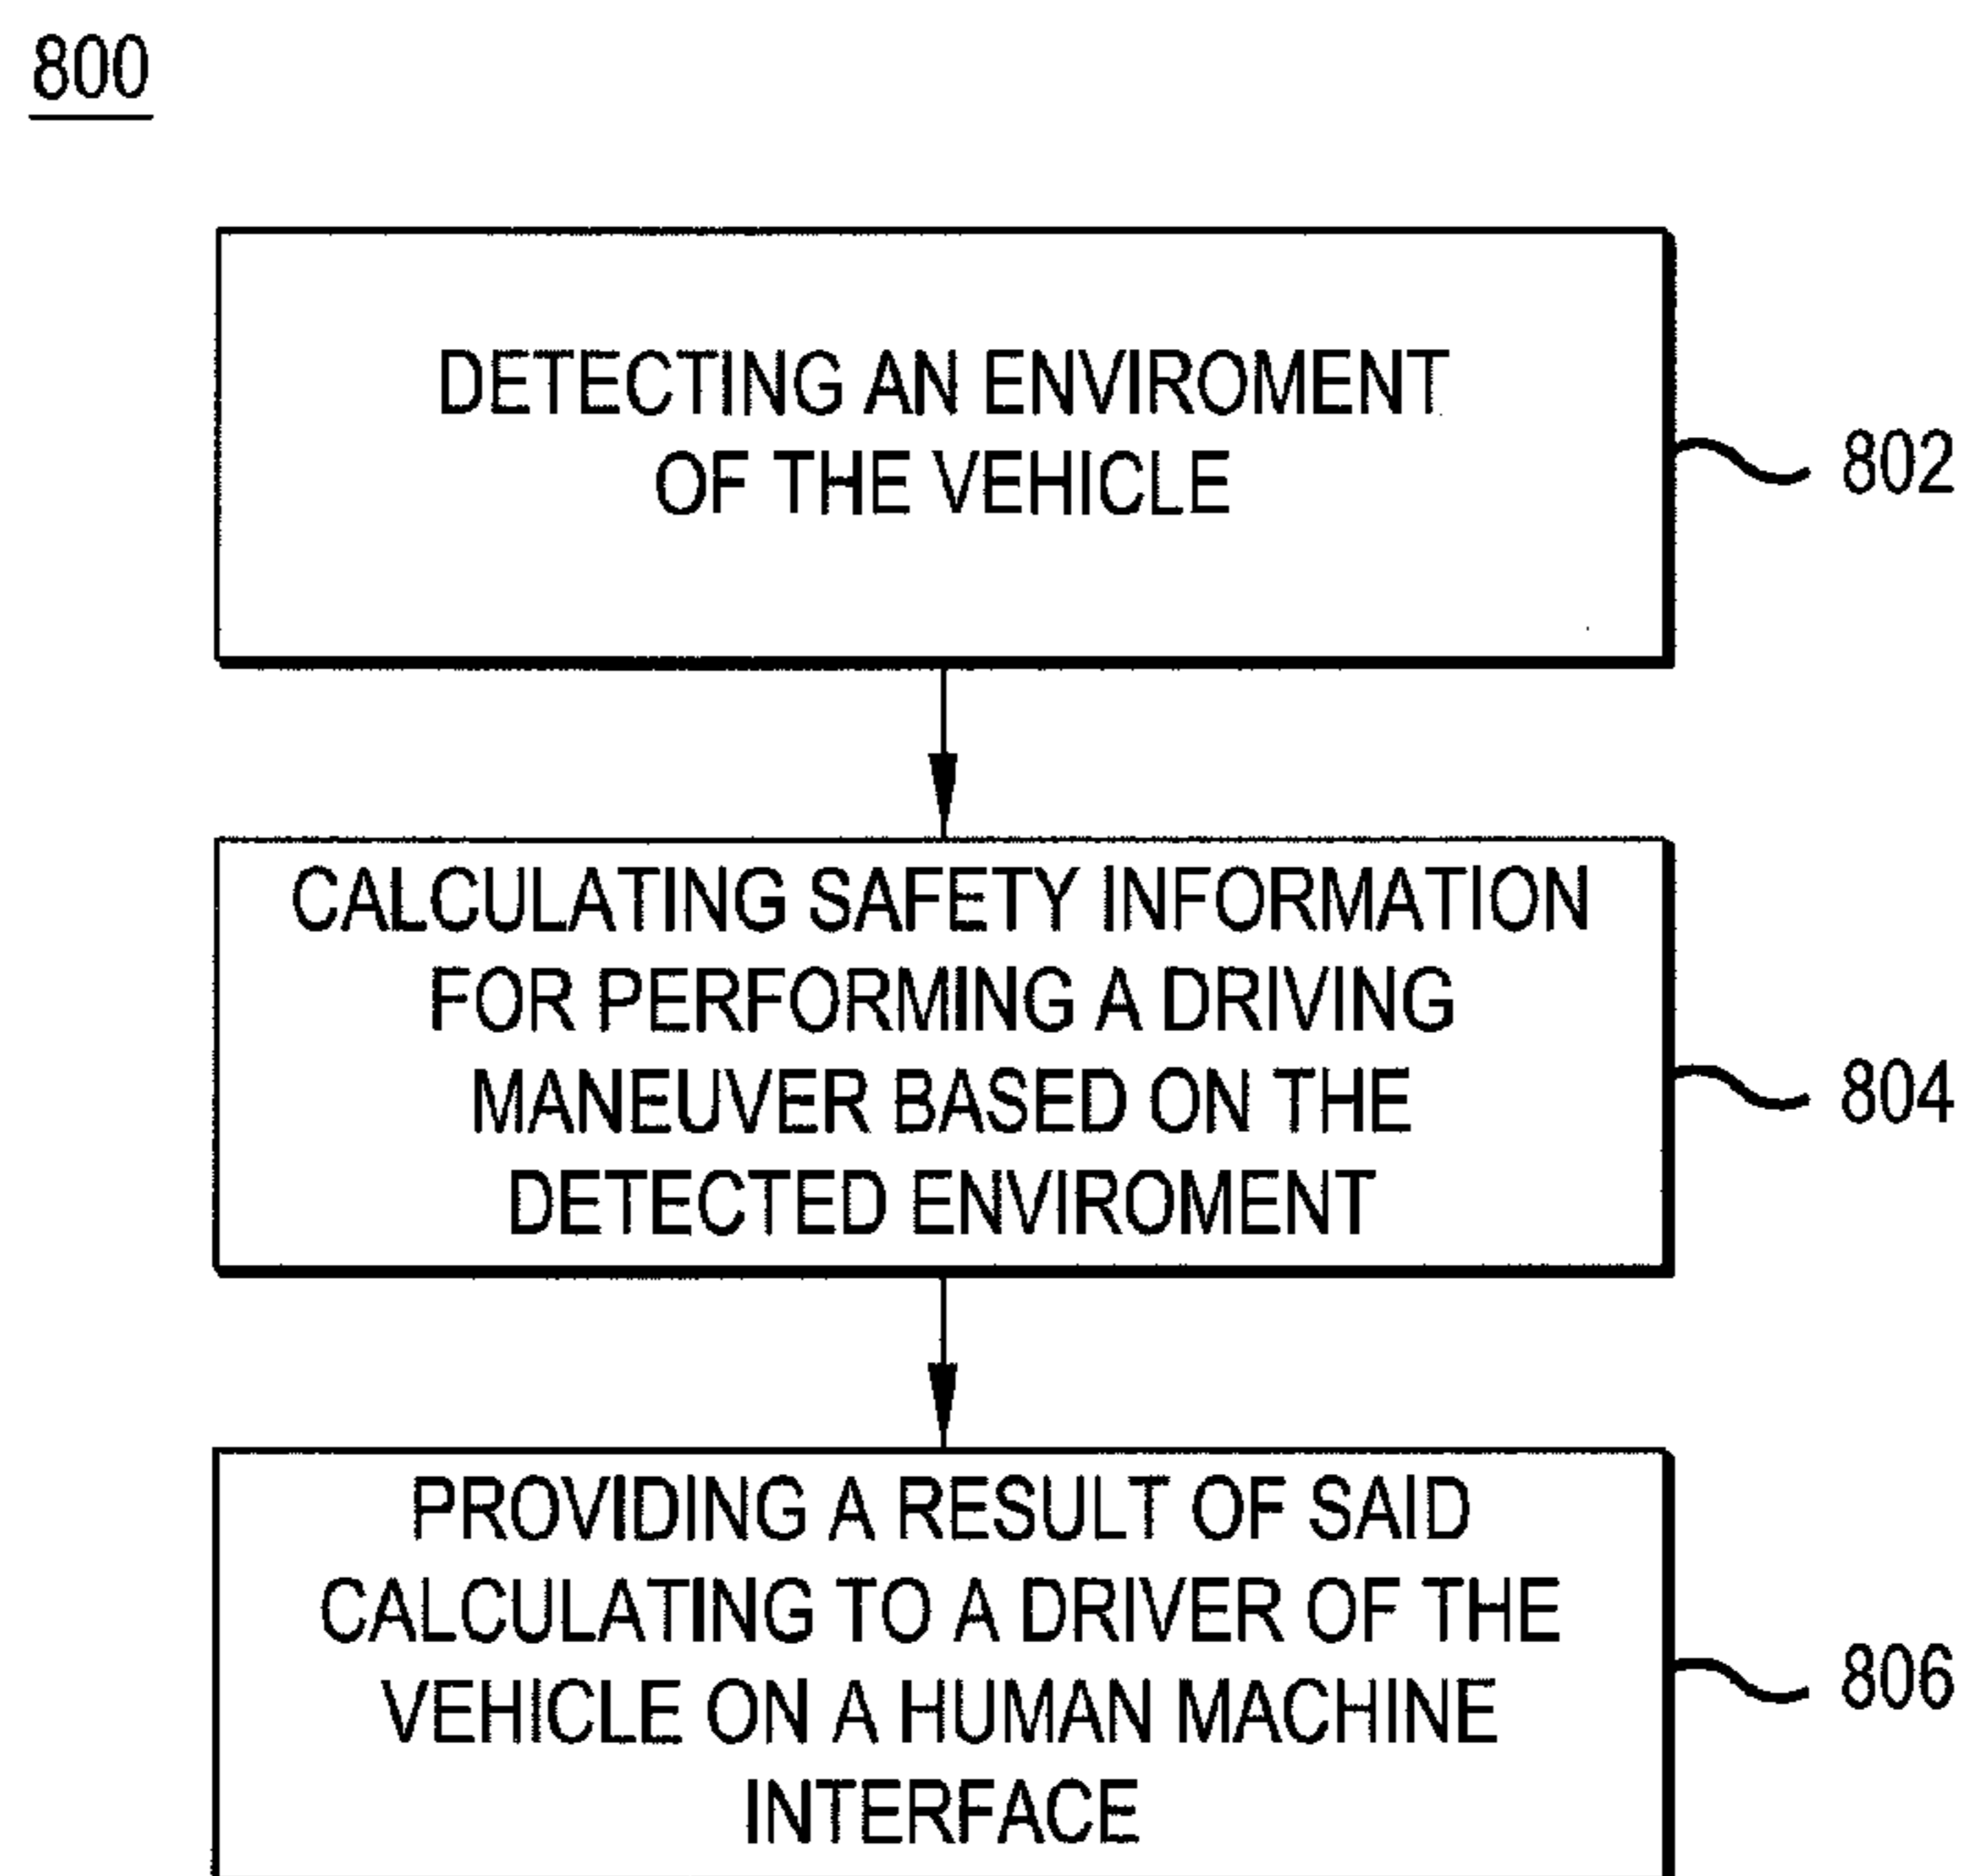 800
DETECTING AN ENVIROMENT
OF THE VEHICLE
802
CALCULATING SAFETY INFORMATION
FOR PERFORMING A DRIVING
MANEUVER BASED ON THE
DETECTED ENVIROMENT
804
PROVIDING A RESULT OF SAID
CALCULATING TO A DRIVER OF THE
VEHICLE ON A HUMAN MACHINE
INTERFACE
806